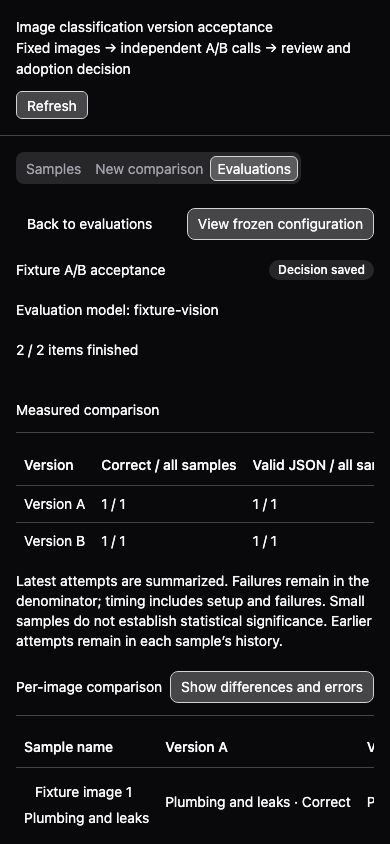 Image classification version acceptance
Fixed images → independent A/B calls → review and
adoption decision
Refresh
Samples New comparison Evaluations
Back to evaluations View frozen configuration
Fixture A/B acceptance Decision saved
Evaluation model: fixture-vision
2 / 2 items finished
Measured comparison
Version Correct / all samples Valid JSON / all
Version A 1 / 1 1 / 1
Version B 1 / 1 1 / 1
Latest attempts are summarized. Failures remain in the
denominator; timing includes setup and failures. Small
samples do not establish statistical significance. Earlier
attempts remain in each sample’s history.
Per-image comparison Show differences and errors
Sample name Version A
Fixture image 1
Plumbing and leaks Plumbing and leaks · Correct